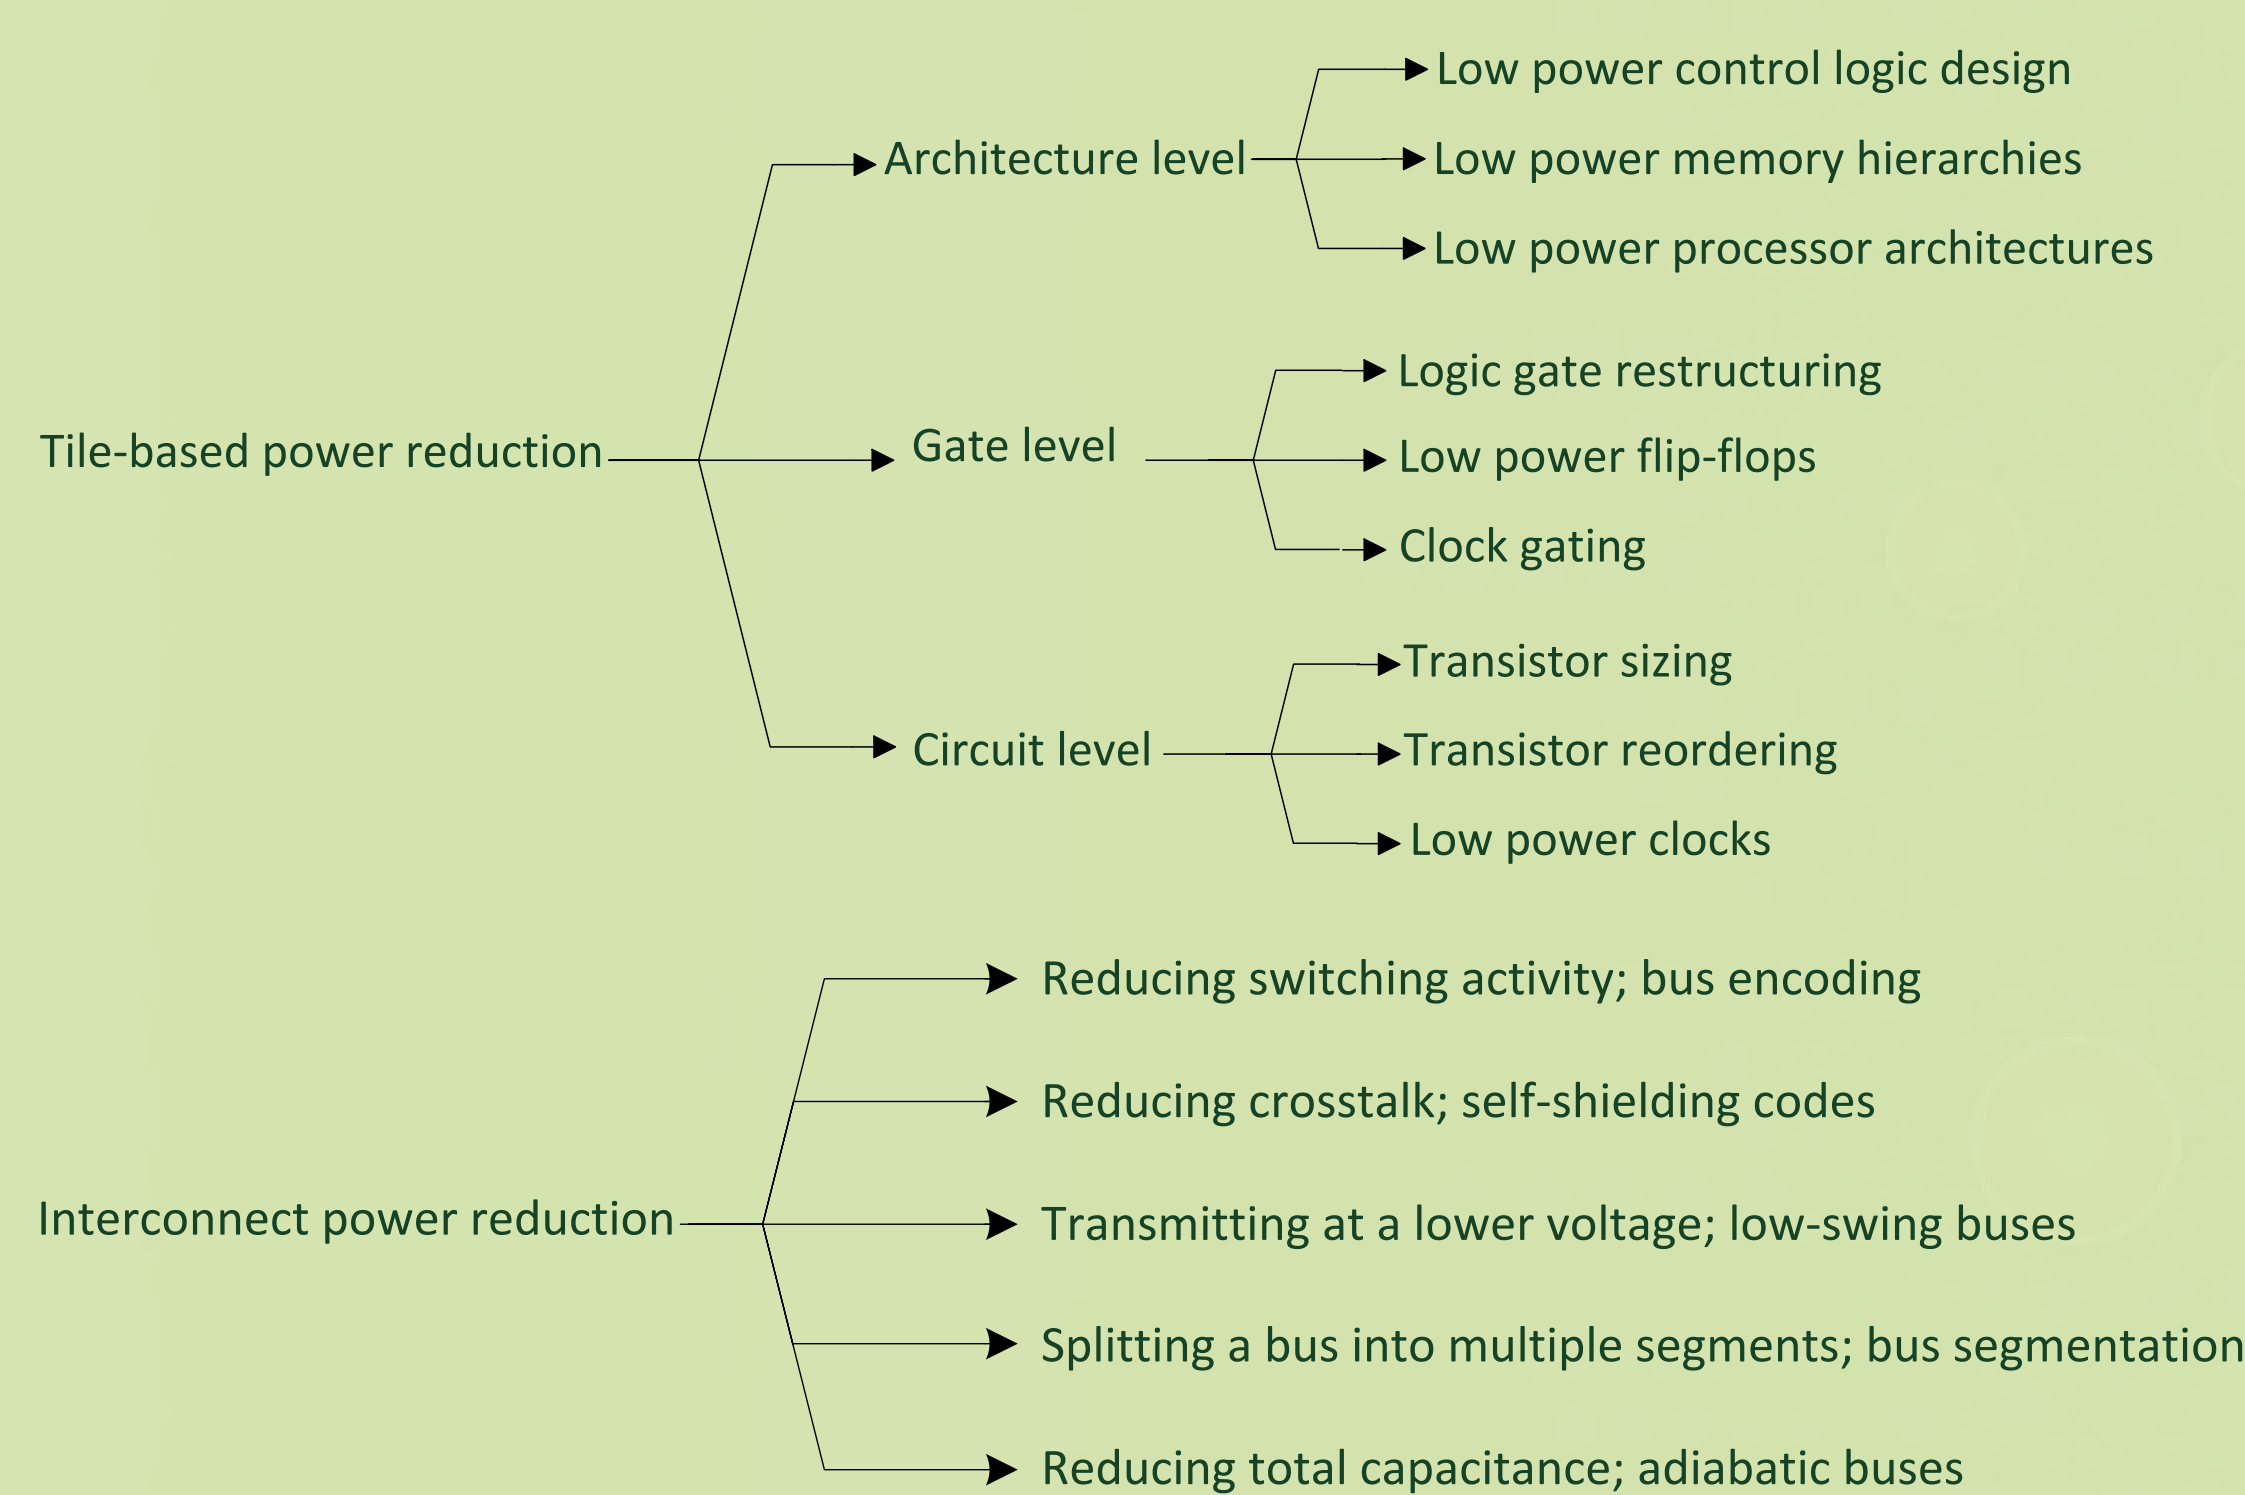 Tile-based power reduction
Architecture level
Low power control logic design
Low power memory hierarchies
Low power processor architectures
Gate level
Logic gate restructuring
Low power flip-flops
Clock gating
Circuit level
Transistor sizing
Transistor reordering
Low power clocks
Interconnect power reduction
Reducing switching activity; bus encoding
Reducing crosstalk; self-shielding codes
Transmitting at a lower voltage; low-swing buses
Splitting a bus into multiple segments; bus segmentation
Reducing total capacitance; adiabatic buses